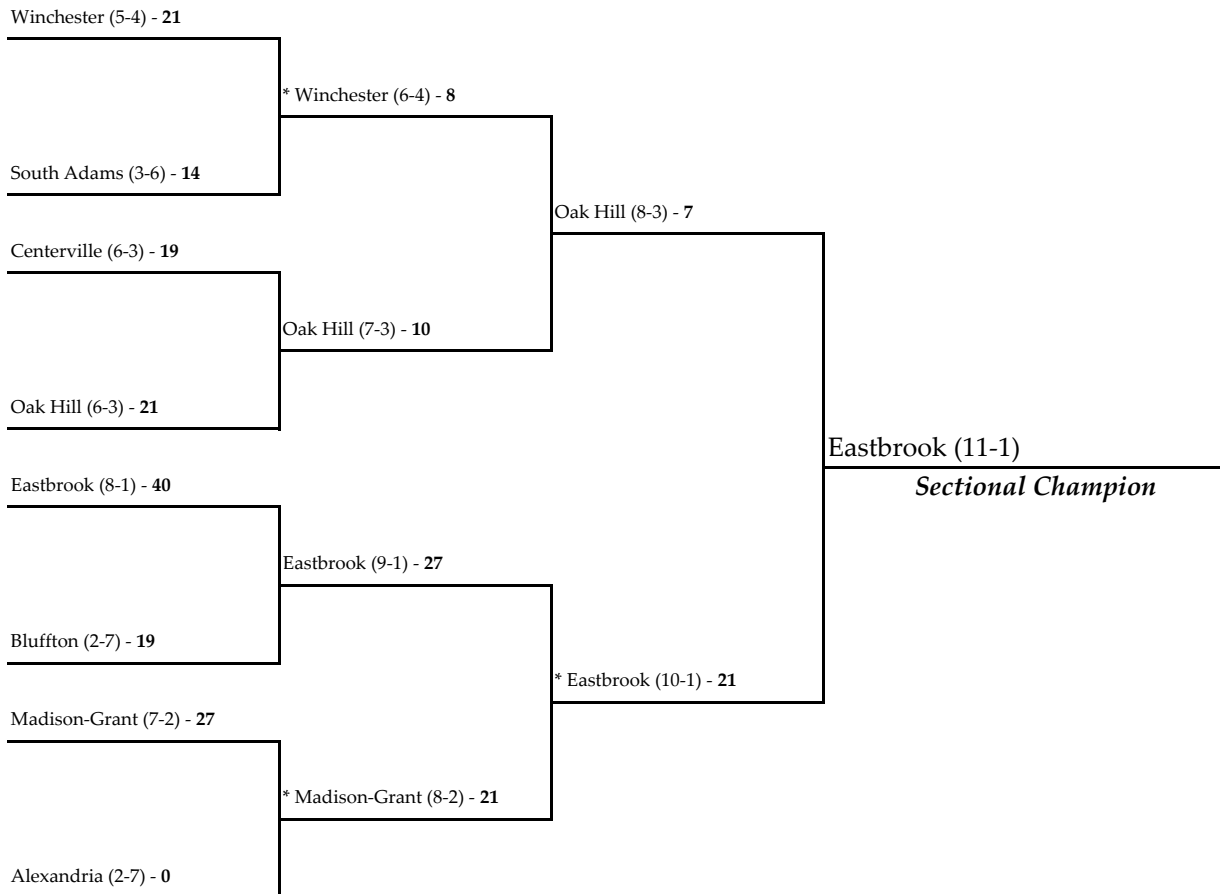 Winchester (5-4) - 21
* Winchester (6-4) - 8
South Adams (3-6) - 14
Oak Hill (8-3) - 7
Centerville (6-3) - 19
Oak Hill (7-3) - 10
Oak Hill (6-3) - 21
Eastbrook (11-1)
Sectional Champion
Eastbrook (8-1) - 40
Eastbrook (9-1) - 27
Bluffton (2-7) - 19
* Eastbrook (10-1) - 21
Madison-Grant (7-2) - 27
* Madison-Grant (8-2) - 21
Alexandria (2-7) - 0